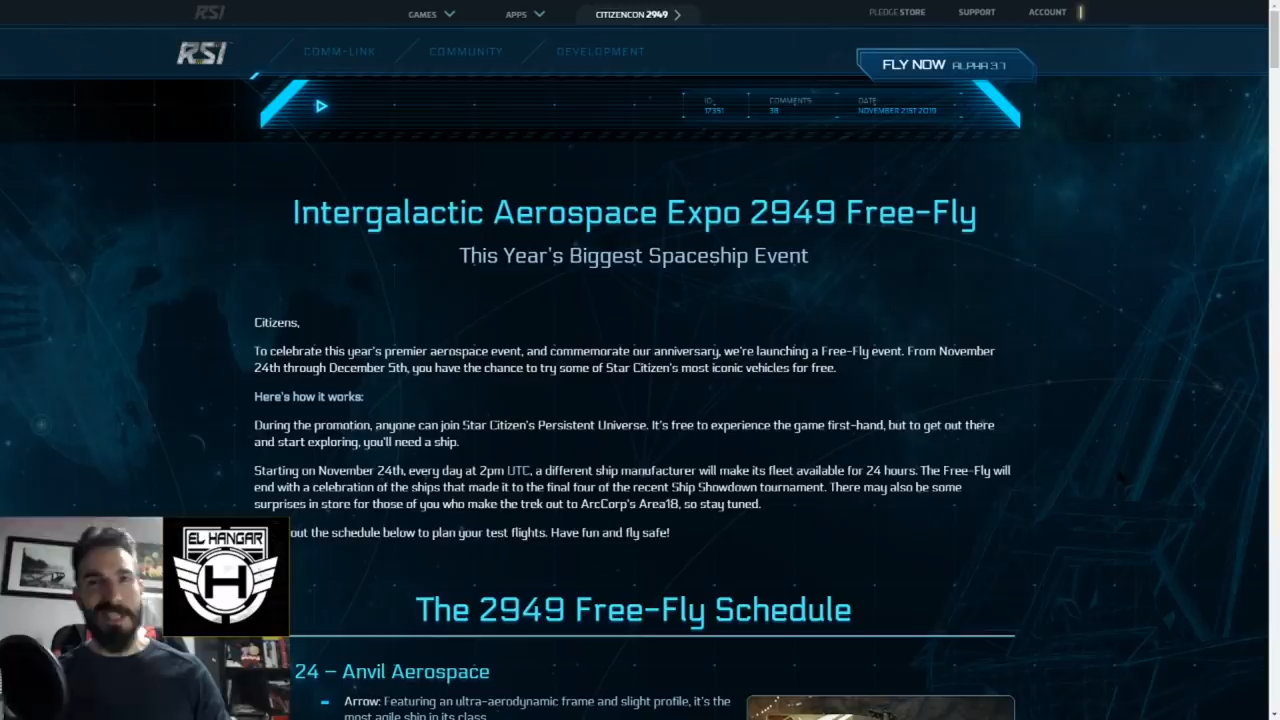 RSI
GAMES
APPS
CITIZENCON 2949
PLEDGE STORE
SUPPORT
ACCOUNT
RSI
COMM-LINK
COMMUNITY
DEVELOPMENT
FLY NOW ALPHA 3.7
ID:
17351
COMMENTS:
38
DATE:
NOVEMBER 21ST 2019
Intergalactic Aerospace Expo 2949 Free-Fly
This Year's Biggest Spaceship Event
Citizens,
To celebrate this year's premier aerospace event, and commemorate our anniversary, we're launching a Free-Fly event. From November
24th through December 5th, you have the chance to try some of Star Citizen's most iconic vehicles for free.
Here's how it works:
During the promotion, anyone can join Star Citizen's Persistent Universe. It's free to experience the game first-hand, but to get out there
and start exploring, you'll need a ship.
Starting on November 24th, every day at 2pm UTC, a different ship manufacturer will make its fleet available for 24 hours. The Free-Fly will
end with a celebration of the ships that made it to the final four of the recent Ship Showdown tournament. There may also be some
surprises in store for those of you who make the trek out to ArcCorp's Area18, so stay tuned.
out the schedule below to plan your test flights. Have fun and fly safe!
EL HANGAR
H
The 2949 Free-Fly Schedule
24 – Anvil Aerospace
Arrow: Featuring an ultra-aerodynamic frame and slight profile, it's the
most agile ship in its class